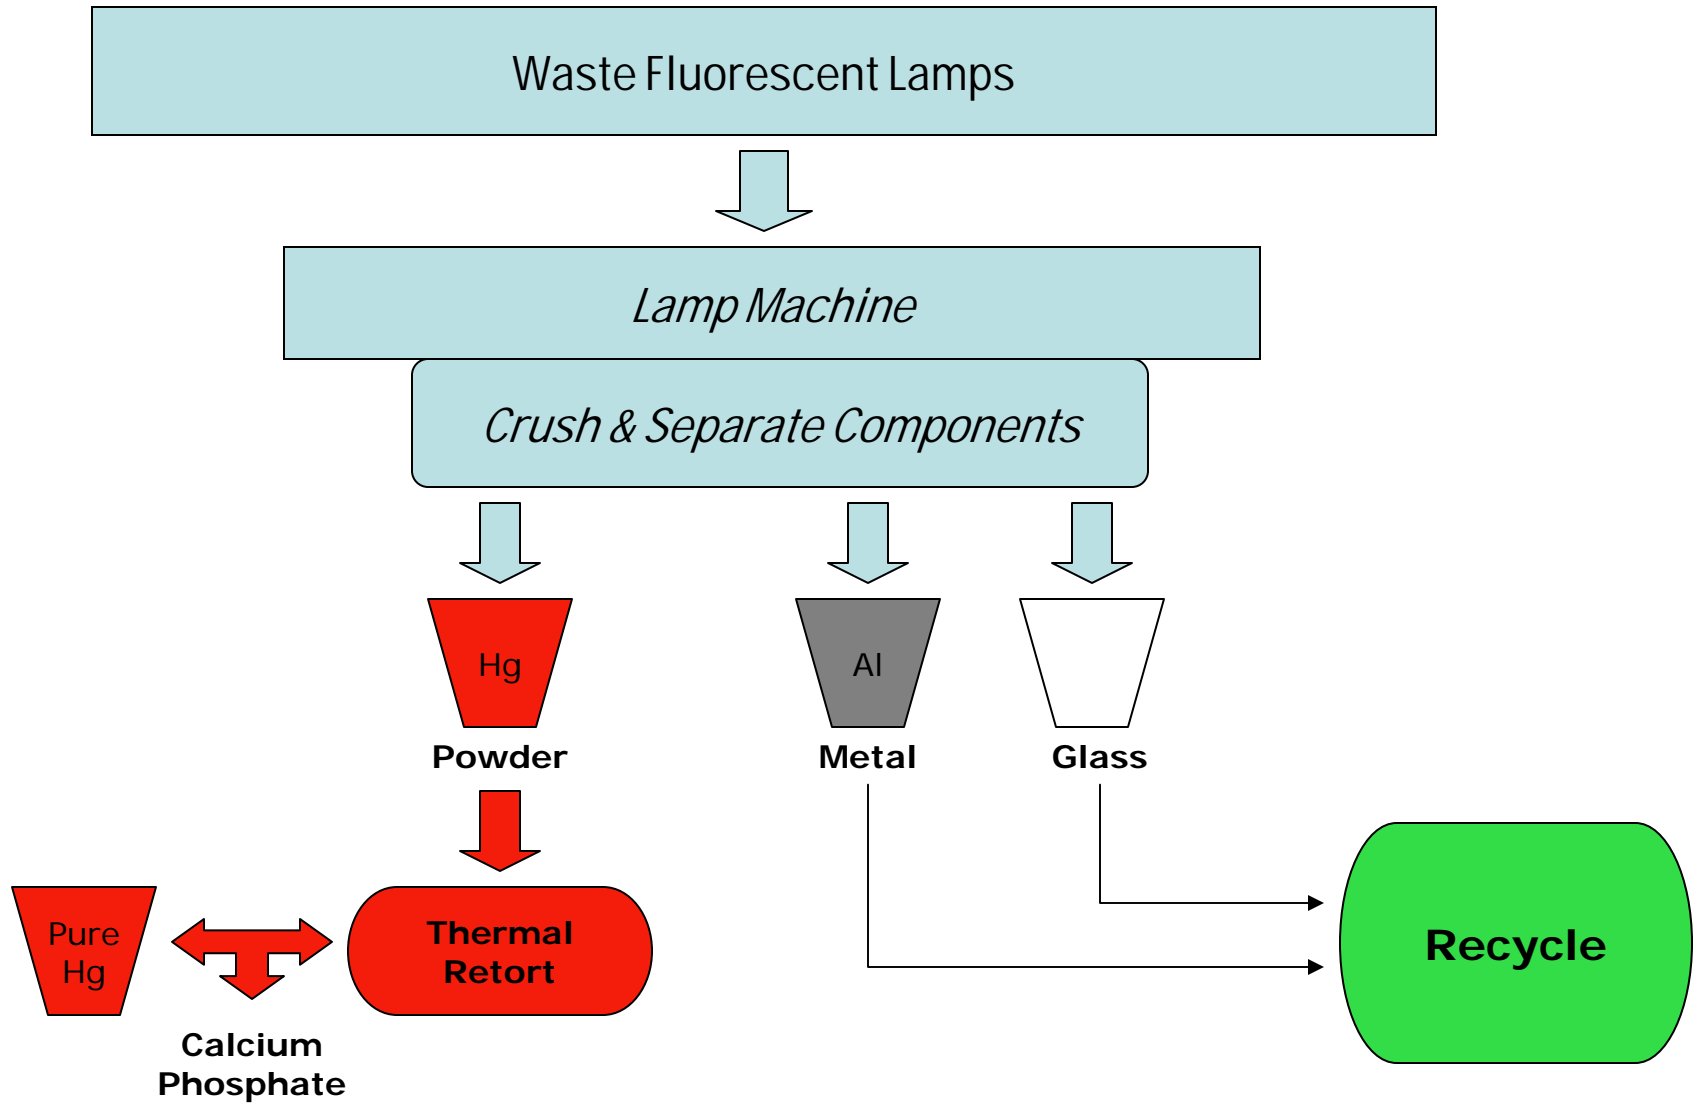 Waste Fluorescent Lamps
Lamp Machine
Crush & Separate Components
Hg
Al
Powder
Metal
Glass
Pure
Hg
Thermal
Retort
Recycle
Calcium
Phosphate